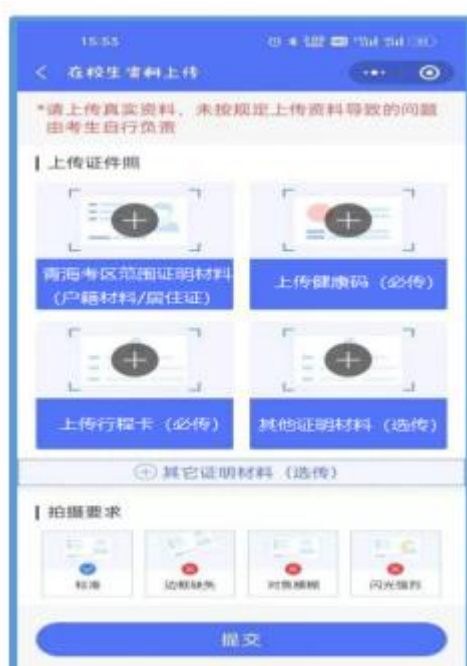 15:53
在校生资料上传
*请上传真实资料，未按规定上传资料导致的问题
由考生自行负责
上传证件照
青海考区范围证明材料
(户籍材料/居住证)
上传健康码（必传）
上传行程卡（必传）
其他证明材料（选传）
其它证明材料（选传）
拍摄要求
标准
边框缺失
对焦模糊
闪光强烈
提交